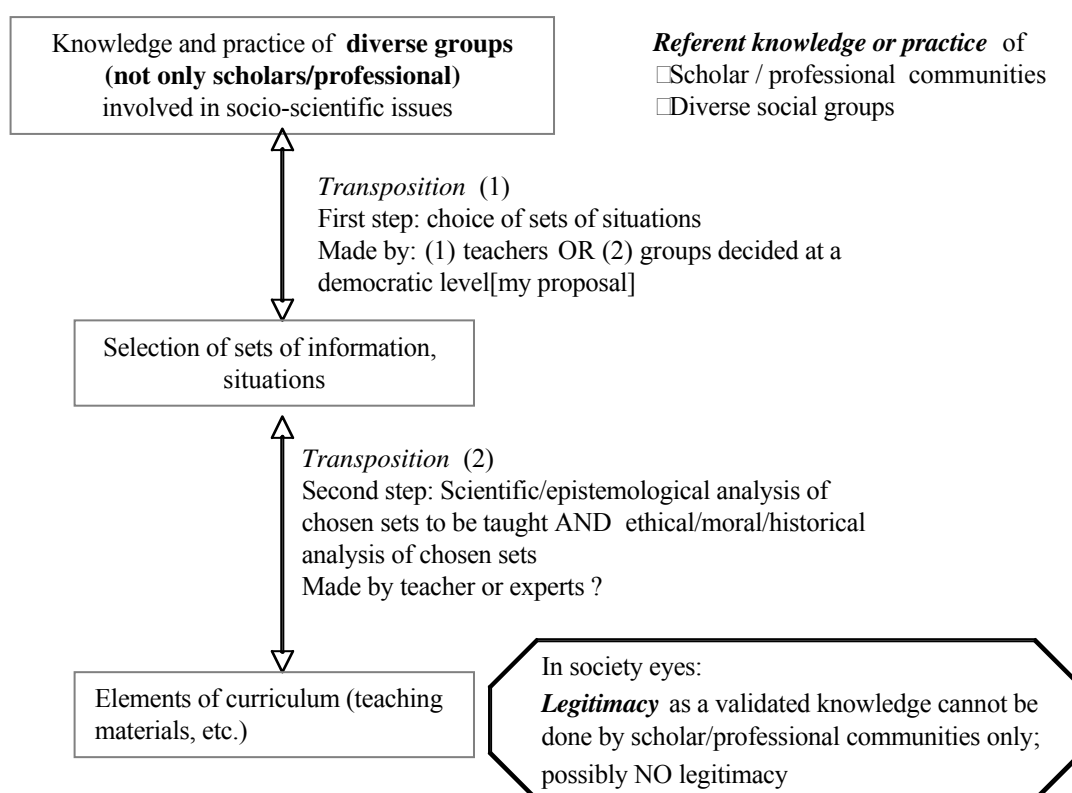 Knowledge and practice of diverse groups
(not only scholars/professional)
involved in socio-scientific issues
Referent knowledge or practice of
□Scholar / professional communities
□Diverse social groups
Transposition (1)
First step: choice of sets of situations
Made by: (1) teachers OR (2) groups decided at a
democratic level[my proposal]
Selection of sets of information,
situations
Transposition (2)
Second step: Scientific/epistemological analysis of
chosen sets to be taught AND ethical/moral/historical
analysis of chosen sets
Made by teacher or experts ?
Elements of curriculum (teaching
materials, etc.)
In society eyes:
Legitimacy as a validated knowledge cannot be
done by scholar/professional communities only;
possibly NO legitimacy